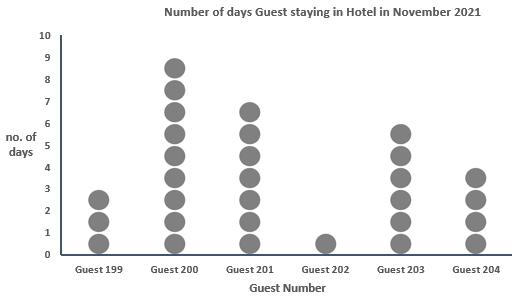 Number of days Guest staying in Hotel in November 2021
10
9
8
7
6
5
4
3
2
1
0
no. of
days
Guest 199 Guest 200 Guest 201 Guest 202 Guest 203 Guest 204
Guest Number